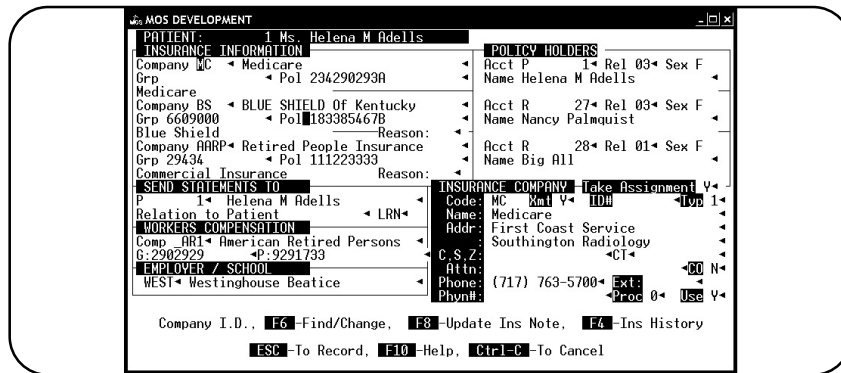 MOS DEVELOPMENT
PATIENT: 1 Ms. Helena M Adells
INSURANCE INFORMATION
Company MC ◄ Medicare ◄
Grp ◄ Pol 234290293A ◄
Medicare
Company BS ◄ BLUE SHIELD Of Kentucky ◄
Grp 6609000 ◄ Pol 183385467B ◄
Blue Shield Reason: ◄
Company AARP◄ Retired People Insurance ◄
Grp 29434 ◄ Pol 111223333 ◄
Commercial Insurance Reason: ◄
POLICY HOLDERS
Acct P 1◄ Rel 03◄ Sex F
Name Helena M Adells ◄
Acct R 27◄ Rel 03◄ Sex F
Name Nancy Palmquist ◄
Acct R 28◄ Rel 01◄ Sex F
Name Big All ◄
SEND STATEMENTS TO
P 1◄ Helena M Adells ◄
Relation to Patient ◄ LRN◄
WORKERS COMPENSATION
Comp _AR1◄ American Retired Persons ◄
G:2902929 ◄P:9291733 ◄
EMPLOYER / SCHOOL
WEST◄ Westinghouse Beatice ◄
INSURANCE COMPANY Take Assignment Y◄
Code: MC Xmt Y◄ ID# ◄Typ 1◄
Name: Medicare ◄
Addr: First Coast Service ◄
: Southington Radiology ◄
C,S,Z: ◄CT◄ ◄
Attn: ◄CO N◄
Phone: (717) 763-5700◄ Ext: ◄
Phyn#: ◄Proc 0◄ Use Y◄
Company I.D., F6 -Find/Change, F8 -Update Ins Note, F4 -Ins History
ESC -To Record, F10 -Help, Ctrl-C -To Cancel